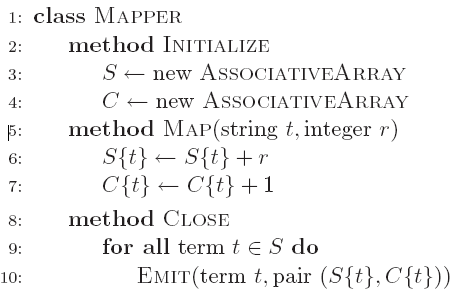 1: class MAPPER
2: method INITIALIZE
3: S ← new ASSOCIATIVEARRAY
4: C ← new ASSOCIATIVEARRAY
5: method MAP(string t, integer r)
6: S{t} ← S{t} + r
7: C{t} ← C{t} + 1
8: method CLOSE
9: for all term t ∈ S do
10: EMIT(term t, pair (S{t}, C{t}))